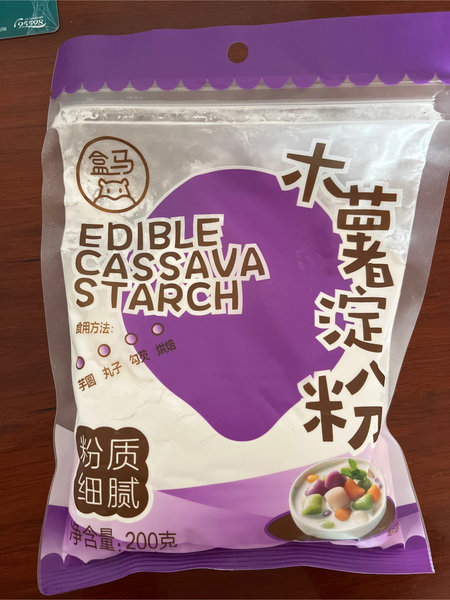 盒马
木薯淀粉
EDIBLE
CASSAVA
STARCH
食用方法:
芋圆 丸子 勾芡 烘焙
粉质
细腻
净含量: 200克